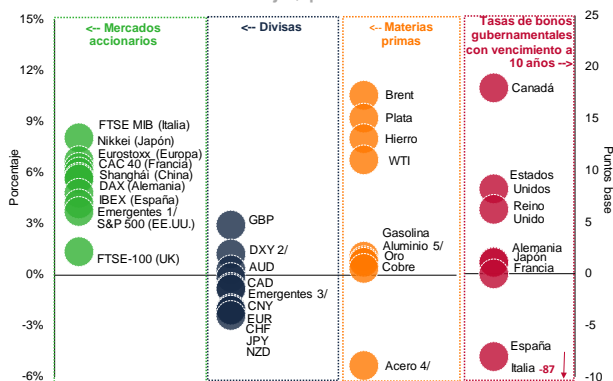 15%
12%
9%
6%
3%
0%
-3%
-6%
Porcentaje
<-- Mercados
accionarios
FTSE MIB (Italia)
Nikkei (Japón)
Eurostoxx (Europa)
CAC 40 (Francia)
Shanghái (China)
DAX (Alemania)
IBEX (España)
Emergentes 1/
S&P 500 (EE.UU.)
FTSE-100 (UK)
<-- Divisas
GBP
DXY 2/
AUD
CAD
Emergentes 3/
CNY
EUR
CHF
JPY
NZD
<-- Materias
primas
Brent
Plata
Hierro
WTI
Gasolina
Aluminio 5/
Oro
Cobre
Acero 4/
Tasas de bonos
gubernamentales
con vencimiento a
10 años -->
Canadá
Estados
Unidos
Reino
Unido
Alemania
Japón
Francia
España
Italia -87
25
20
15
10
5
0
-5
-10
Puntos base